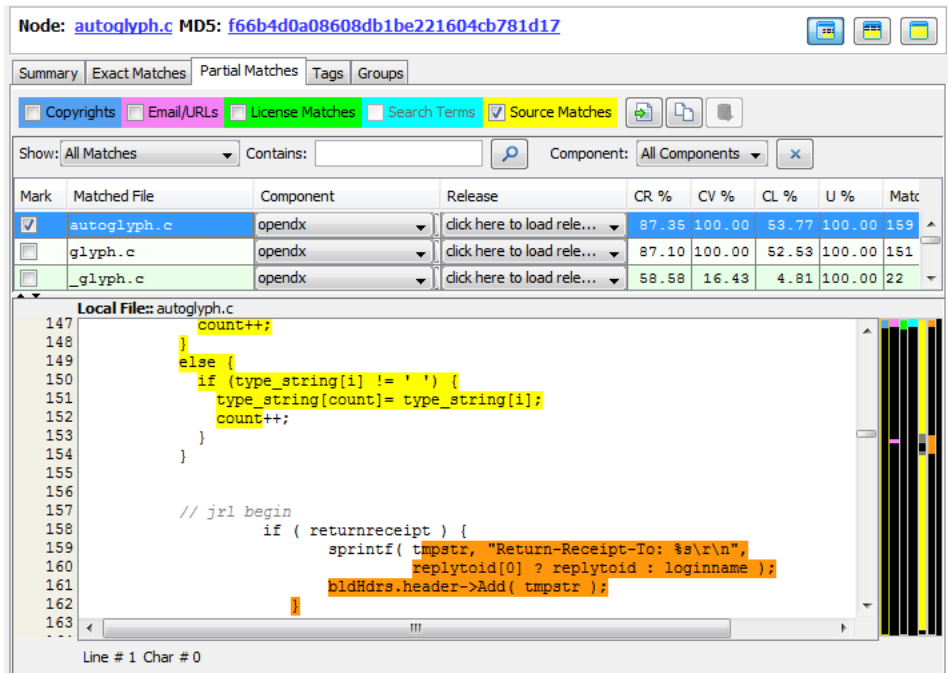 Node: autoglyph.c MD5: f66b4d0a08608db1be221604cb781d17
Summary Exact Matches Partial Matches Tags Groups
Copyrights Email/URLs License Matches Search Terms Source Matches
Show: All Matches Contains: Component: All Components
Mark Matched File Component Release CR % CV % CL % U % Matc
autoglyph.c opendx click here to load rele... 87.35 100.00 53.77 100.00 159
glyph.c opendx click here to load rele... 87.10 100.00 52.53 100.00 151
_glyph.c opendx click here to load rele... 58.58 16.43 4.81 100.00 22
Local File:: autoglyph.c
147 count++;
148 }
149 else {
150 if (type_string[i] != ' ') {
151 type_string[count]= type_string[i];
152 count++;
153 }
154 }
155
156
157 // jrl begin
158 if ( returnreceipt ) {
159 sprintf( tmpstr, "Return-Receipt-To: %s\r\n",
160 replytoid[0] ? replytoid : loginname );
161 bldHdrs.header->Add( tmpstr );
162 }
163
Line # 1 Char # 0